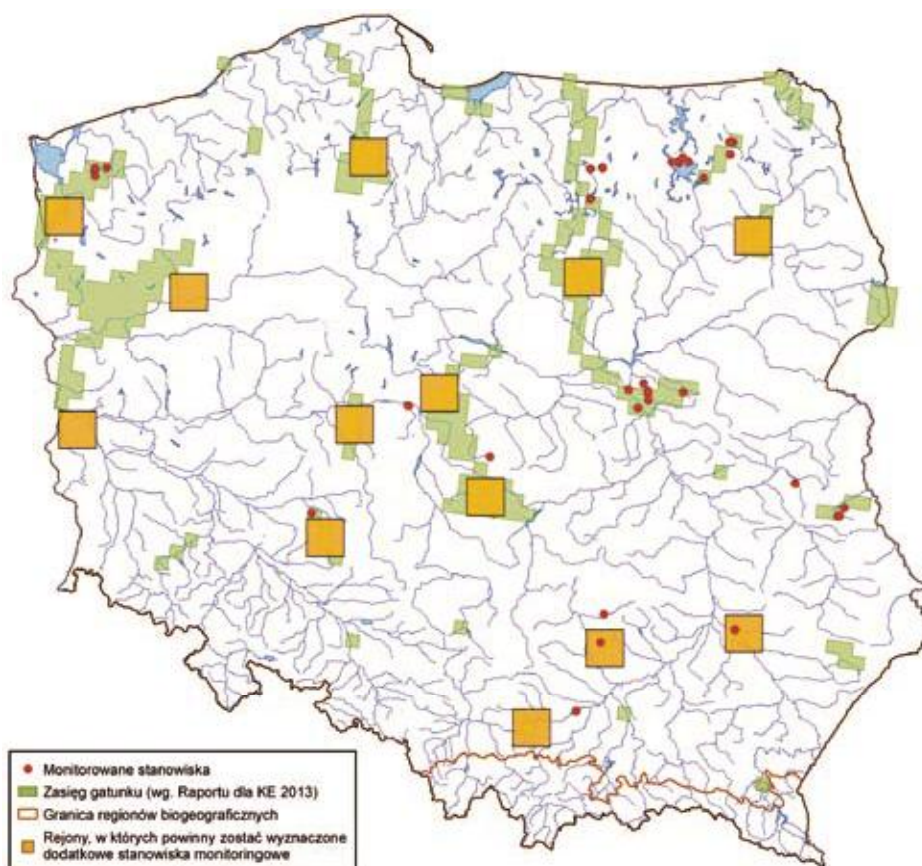 Monitorowane stanowiska
Zasięg gatunku (wg. Raportu dla KE 2013)
Granica regionów biogeograficznych
Rejony, w których powinny zostać wyznaczone
dodatkowe stanowiska monitoringowe